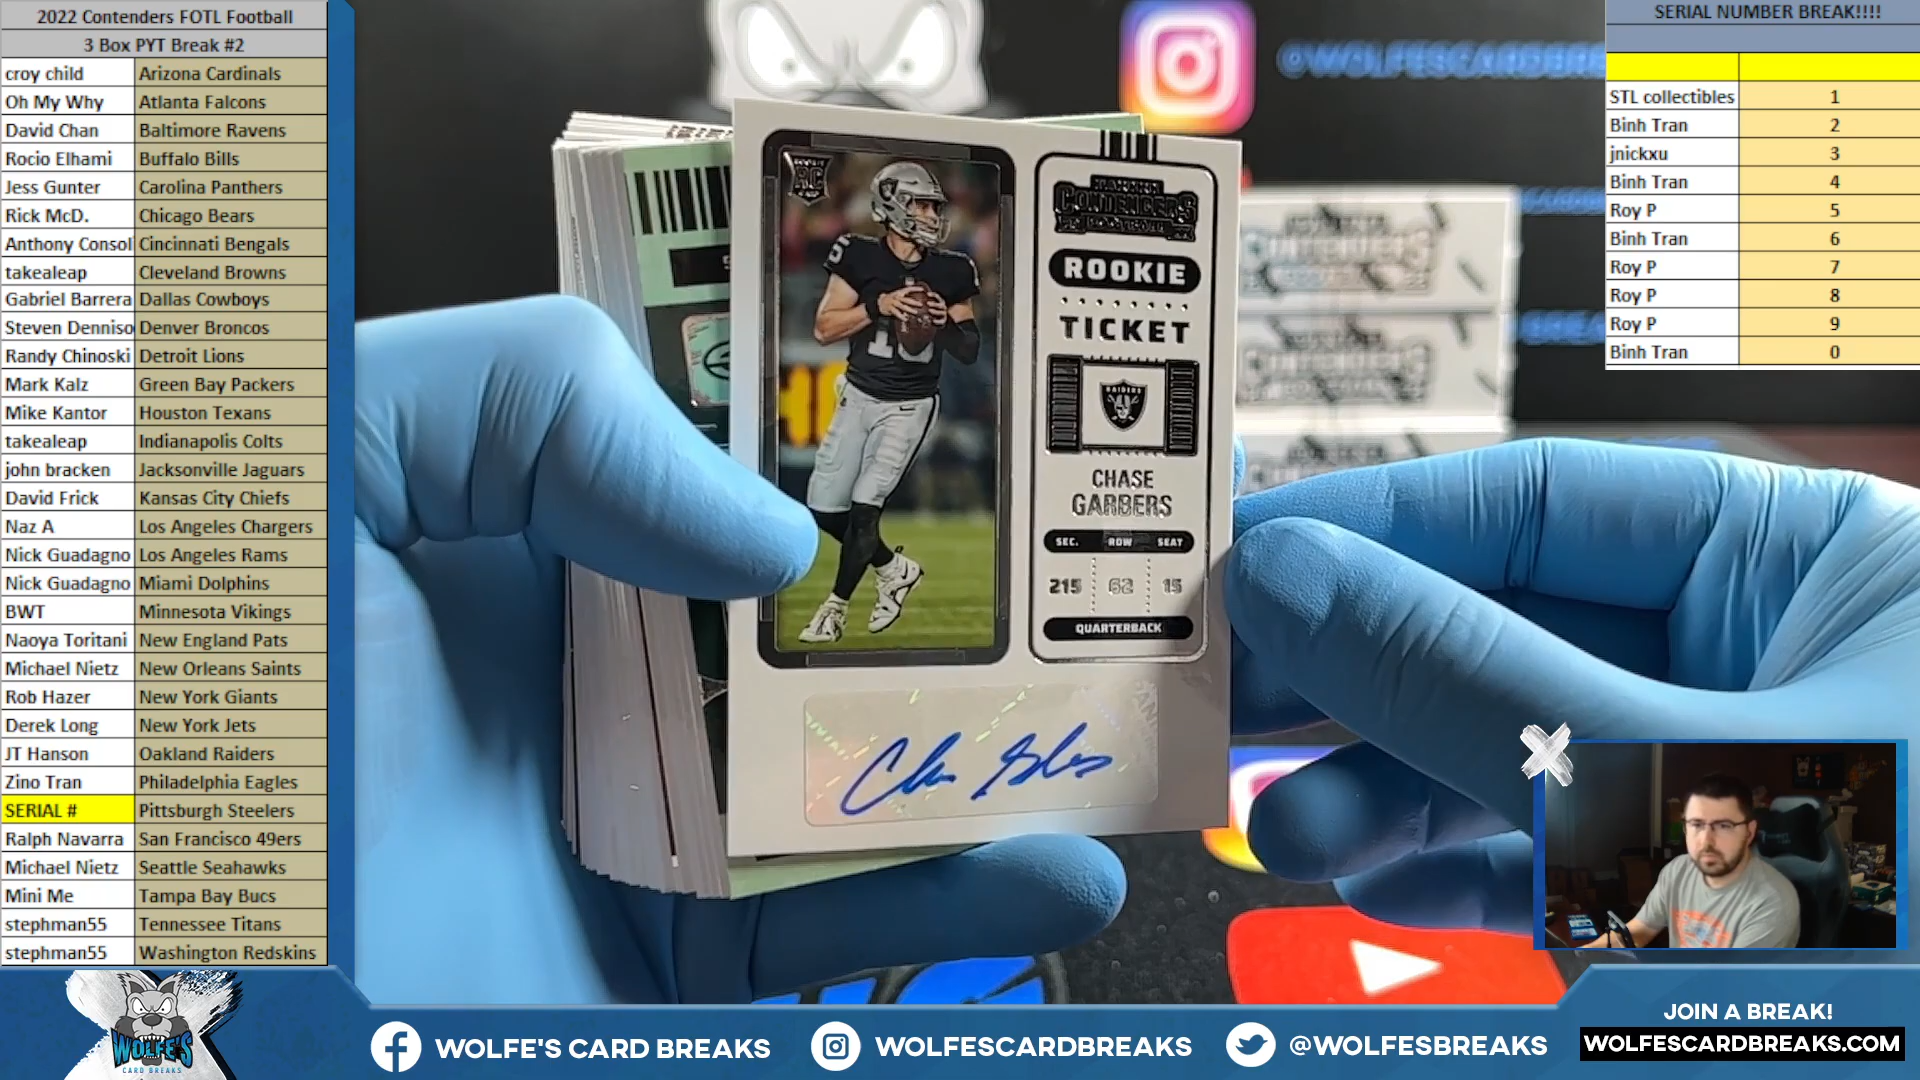 2022 Contenders FOTL Football
3 Box PYT Break #2
croy child Arizona Cardinals
Oh My Why Atlanta Falcons
David Chan Baltimore Ravens
Rocio Elhami Buffalo Bills
Jess Gunter Carolina Panthers
Rick McD. Chicago Bears
Anthony Consol Cincinnati Bengals
takealeap Cleveland Browns
Gabriel Barrera Dallas Cowboys
Steven Denniso Denver Broncos
Randy Chinoski Detroit Lions
Mark Kalz Green Bay Packers
Mike Kantor Houston Texans
takealeap Indianapolis Colts
john bracken Jacksonville Jaguars
David Frick Kansas City Chiefs
Naz A Los Angeles Chargers
Nick Guadagno Los Angeles Rams
Nick Guadagno Miami Dolphins
BWT Minnesota Vikings
Naoya Toritani New England Pats
Michael Nietz New Orleans Saints
Rob Hazer New York Giants
Derek Long New York Jets
JT Hanson Oakland Raiders
Zino Tran Philadelphia Eagles
SERIAL # Pittsburgh Steelers
Ralph Navarra San Francisco 49ers
Michael Nietz Seattle Seahawks
Mini Me Tampa Bay Bucs
stephman55 Tennessee Titans
stephman55 Washington Redskins
@WOLFESCARDBRE
RC
CONTENDERS
ROOKIE
TICKET
RAIDERS
CHASE
GARBERS
SEC. ROW SEAT
215 62 15
QUARTERBACK
SERIAL NUMBER BREAK!!!!
STL collectibles 1
Binh Tran 2
jnickxu 3
Binh Tran 4
Roy P 5
Binh Tran 6
Roy P 7
Roy P 8
Roy P 9
Binh Tran 0
WOLFE'S
CARD BREAKS
WOLFE'S CARD BREAKS
WOLFESCARDBREAKS
@WOLFESBREAKS
JOIN A BREAK!
WOLFESCARDBREAKS.COM